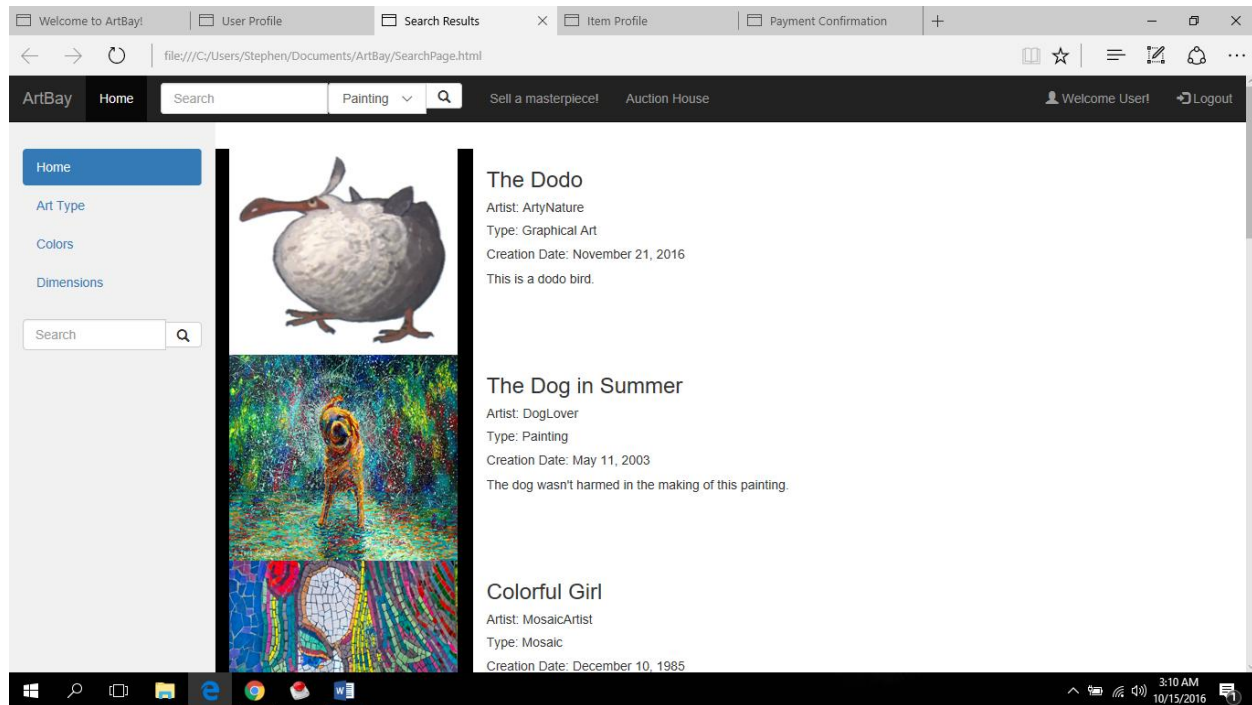 Welcome to ArtBay! User Profile Search Results Item Profile Payment Confirmation
file:///C:/Users/Stephen/Documents/ArtBay/SearchPage.html
ArtBay Home Search Painting Sell a masterpiece! Auction House Welcome User! Logout
Home
Art Type
Colors
Dimensions
Search
The Dodo
Artist: ArtyNature
Type: Graphical Art
Creation Date: November 21, 2016
This is a dodo bird.
The Dog in Summer
Artist: DogLover
Type: Painting
Creation Date: May 11, 2003
The dog wasn't harmed in the making of this painting.
Colorful Girl
Artist: MosaicArtist
Type: Mosaic
Creation Date: December 10, 1985
3:10 AM
10/15/2016